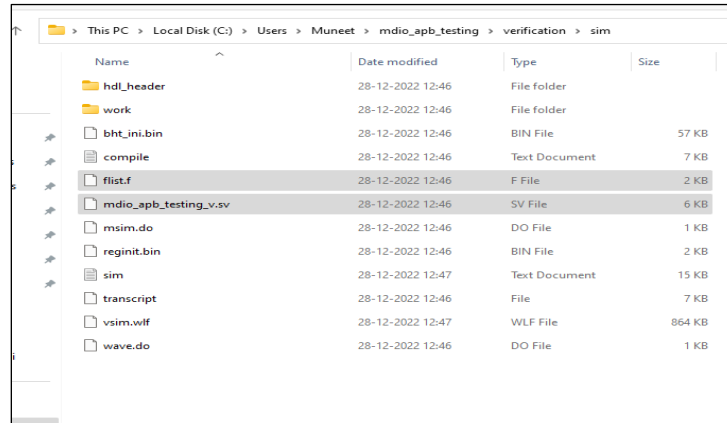 This PC > Local Disk (C:) > Users > Muneet > mdio_apb_testing > verification > sim
Name Date modified Type Size
hdl_header 28-12-2022 12:46 File folder
work 28-12-2022 12:46 File folder
bht_ini.bin 28-12-2022 12:46 BIN File 57 KB
compile 28-12-2022 12:46 Text Document 7 KB
flist.f 28-12-2022 12:46 F File 2 KB
mdio_apb_testing_v.sv 28-12-2022 12:46 SV File 6 KB
msim.do 28-12-2022 12:46 DO File 1 KB
reginit.bin 28-12-2022 12:46 BIN File 2 KB
sim 28-12-2022 12:47 Text Document 15 KB
transcript 28-12-2022 12:46 File 7 KB
vsim.wlf 28-12-2022 12:47 WLF File 864 KB
wave.do 28-12-2022 12:46 DO File 1 KB